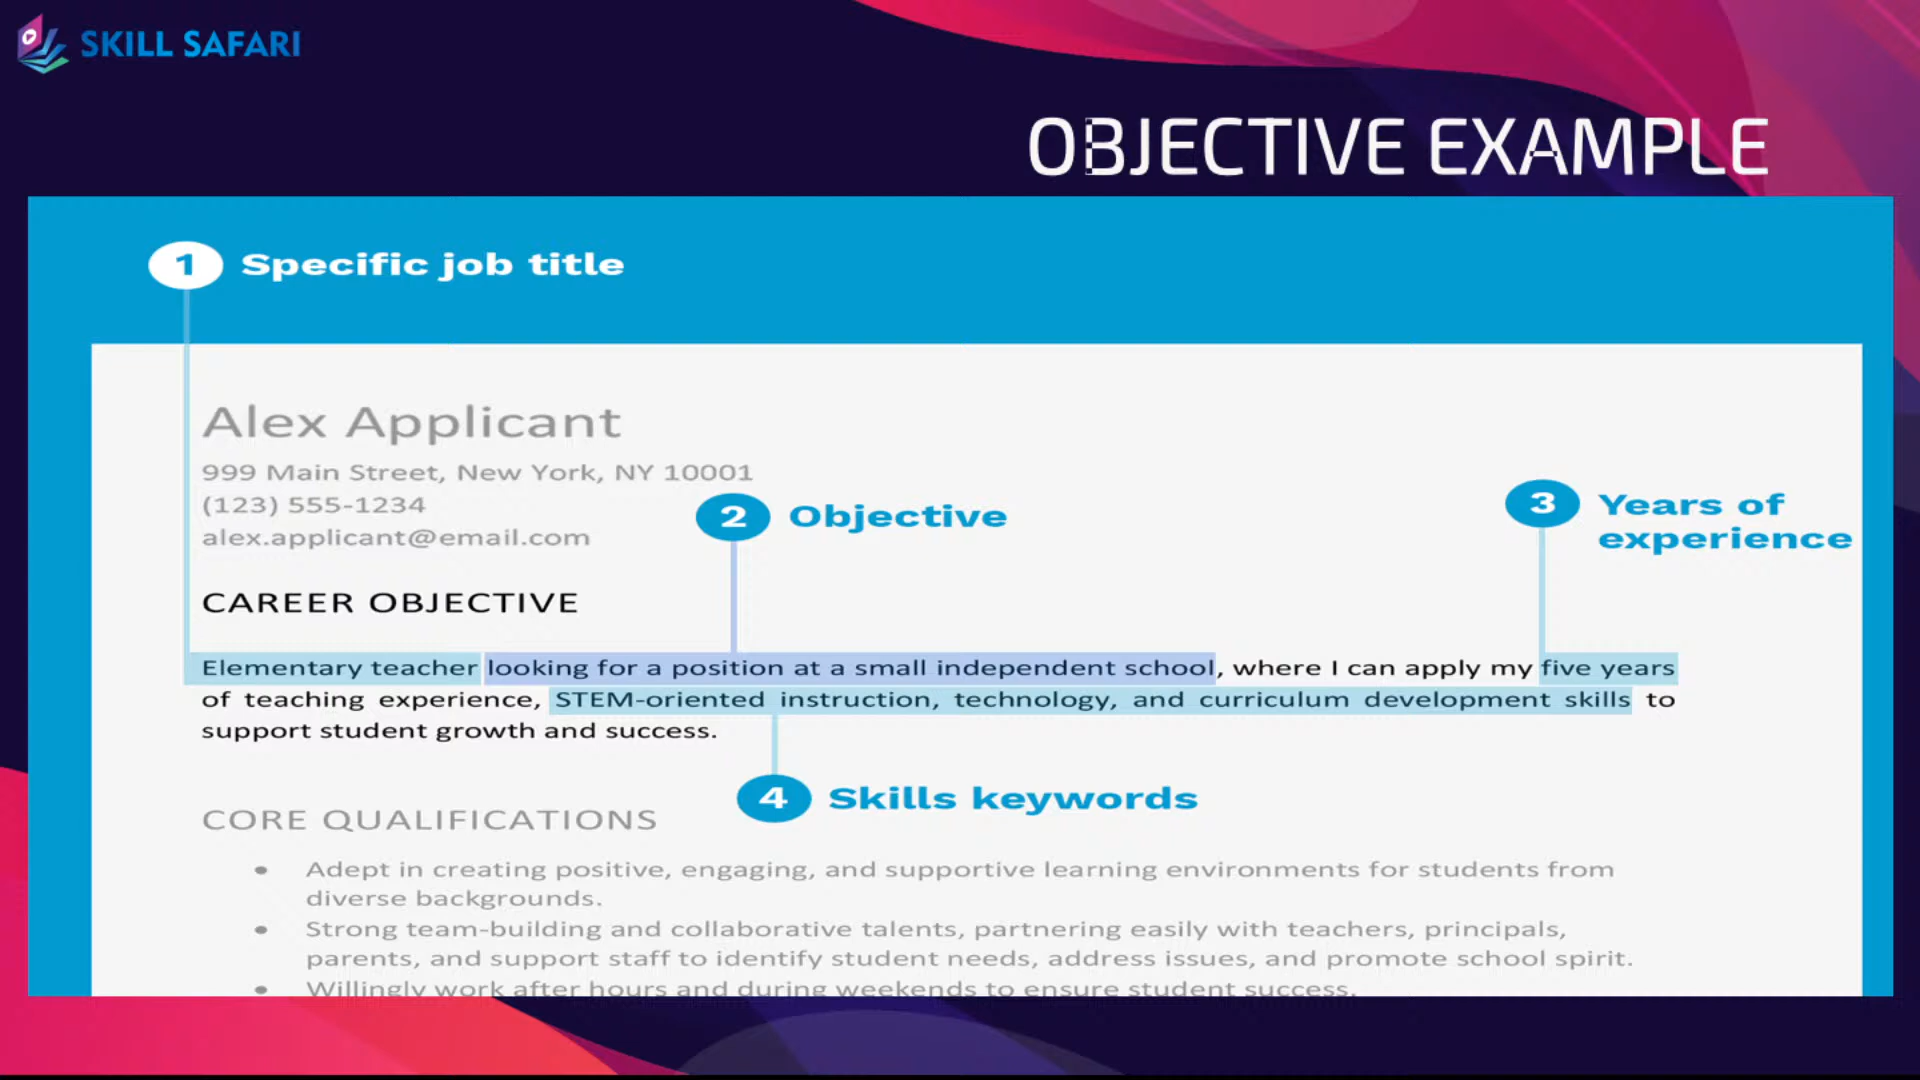 SKILL SAFARI
OBJECTIVE EXAMPLE
1 Specific job title
Alex Applicant
999 Main Street, New York, NY 10001
(123) 555-1234
alex.applicant@email.com
2 Objective
3 Years of
experience
CAREER OBJECTIVE
Elementary teacher looking for a position at a small independent school, where I can apply my five years
of teaching experience, STEM-oriented instruction, technology, and curriculum development skills to
support student growth and success.
4 Skills keywords
CORE QUALIFICATIONS
• Adept in creating positive, engaging, and supportive learning environments for students from
diverse backgrounds.
• Strong team-building and collaborative talents, partnering easily with teachers, principals,
parents, and support staff to identify student needs, address issues, and promote school spirit.
• Willingly work after hours and during weekends to ensure student success.